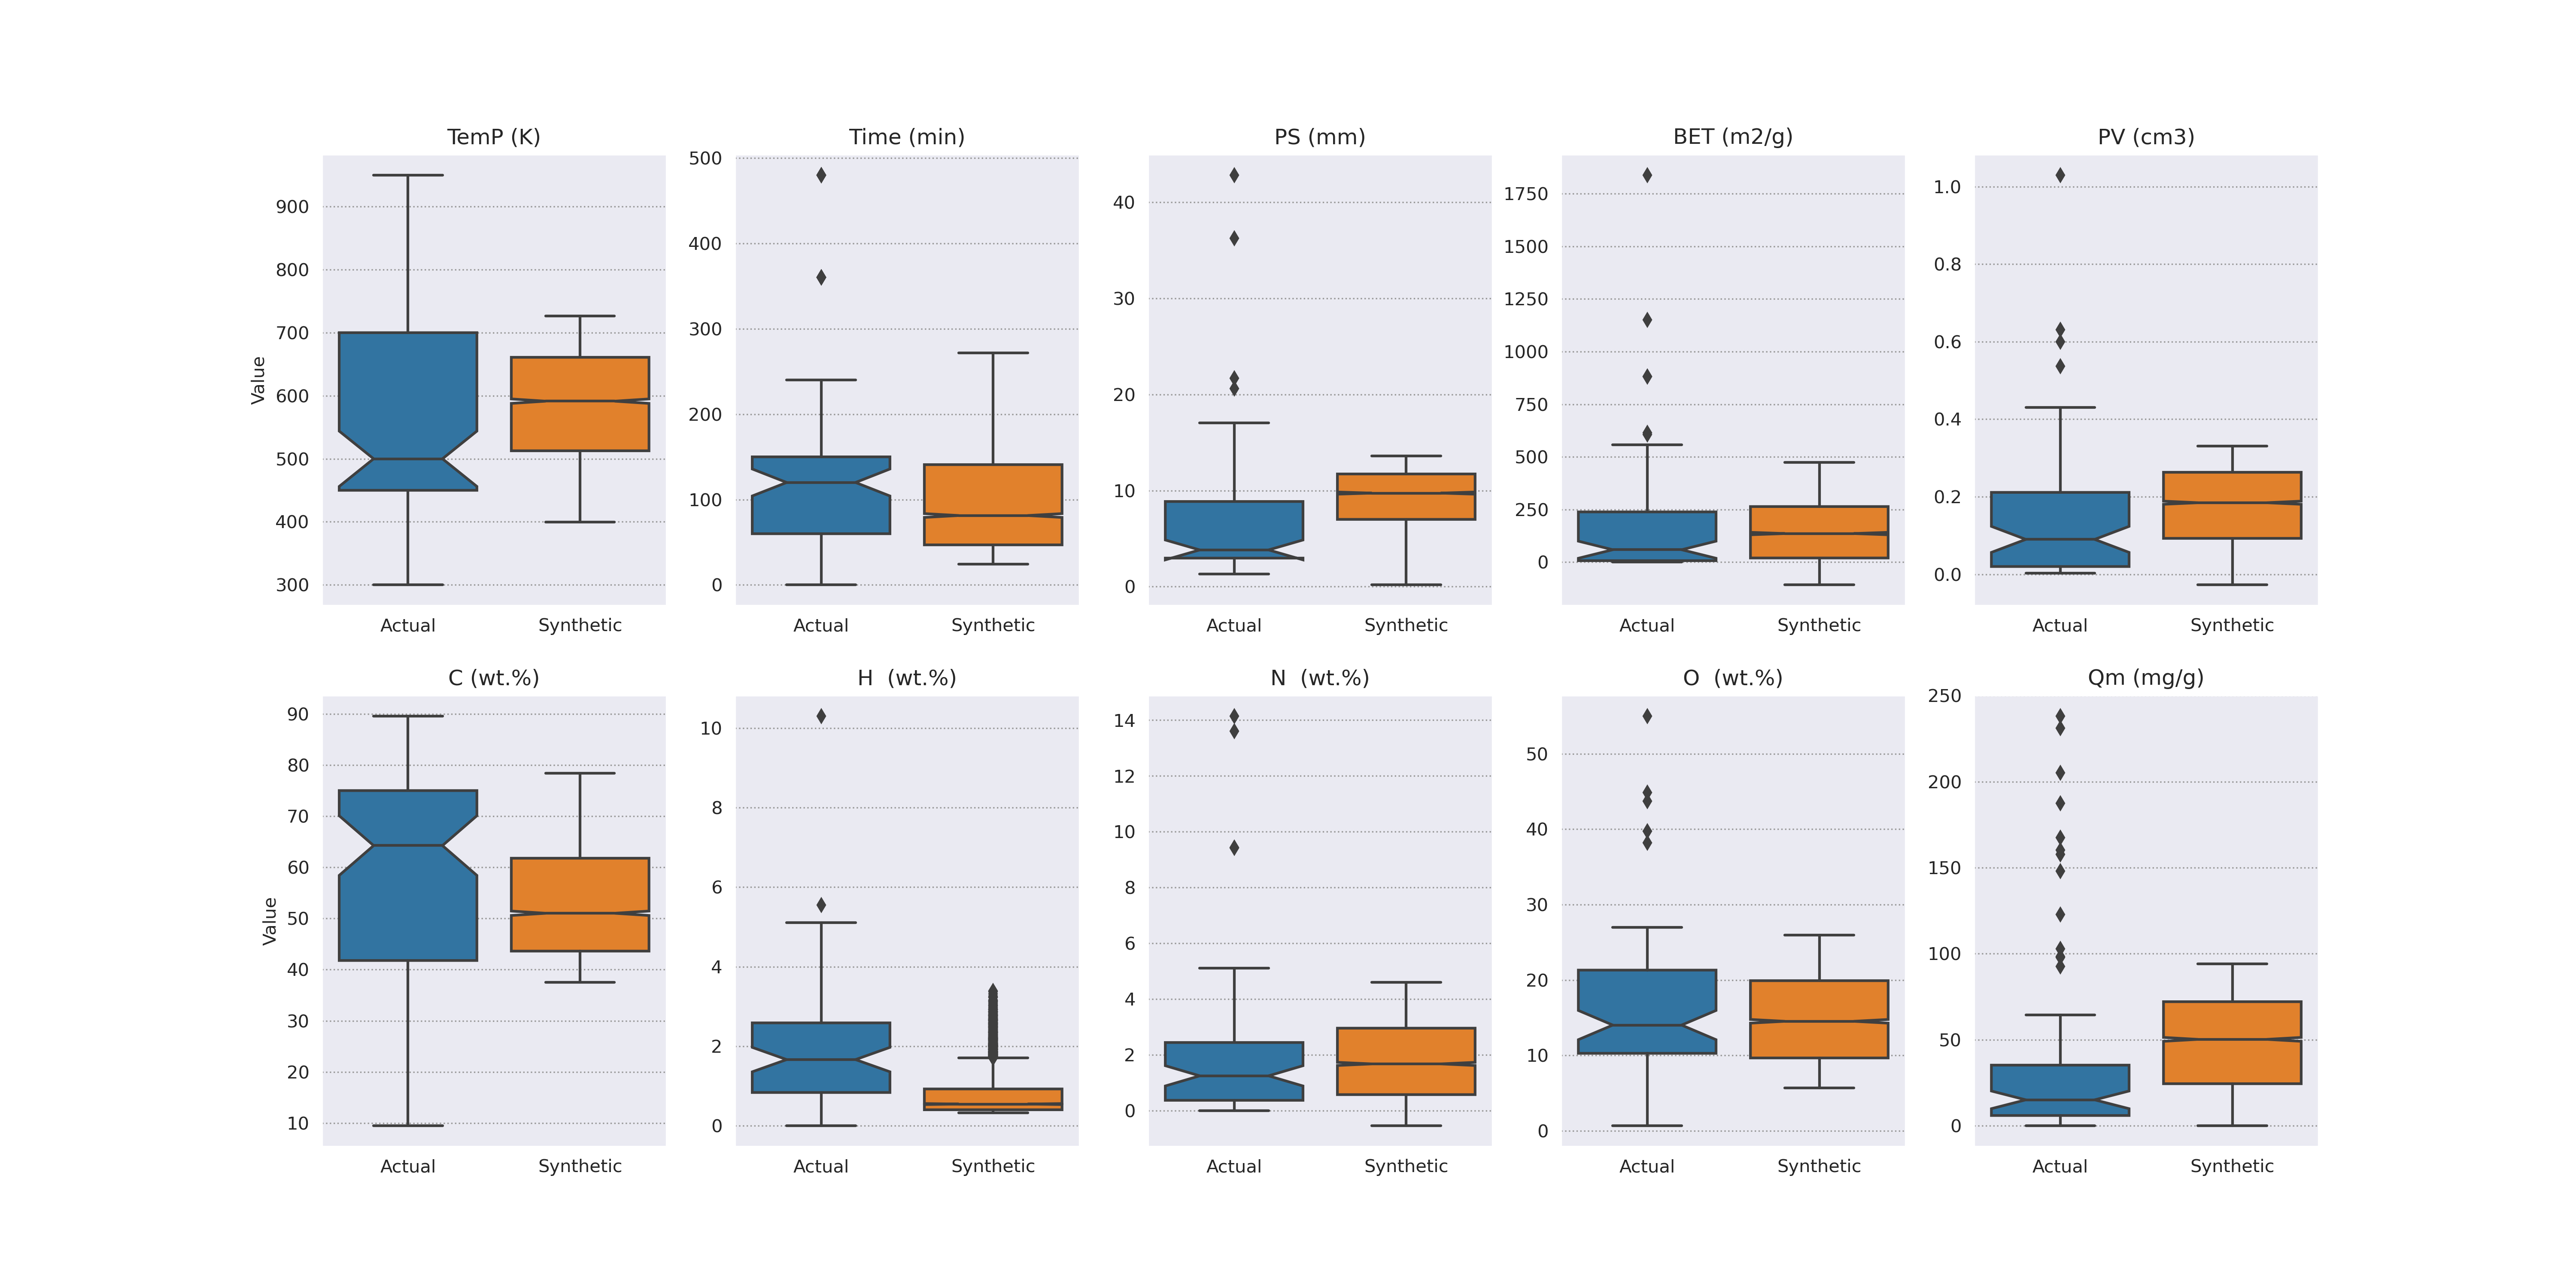 TemP (K)
900
800
700
600
500
400
300
Value
Actual
Synthetic
Time (min)
500
400
300
200
100
0
Actual
Synthetic
PS (mm)
40
30
20
10
0
Actual
Synthetic
BET (m2/g)
1750
1500
1250
1000
750
500
250
0
Actual
Synthetic
PV (cm3)
1.0
0.8
0.6
0.4
0.2
0.0
Actual
Synthetic
C (wt.%)
90
80
70
60
50
40
30
20
10
Value
Actual
Synthetic
H  (wt.%)
10
8
6
4
2
0
Actual
Synthetic
N  (wt.%)
14
12
10
8
6
4
2
0
Actual
Synthetic
O  (wt.%)
50
40
30
20
10
0
Actual
Synthetic
Qm (mg/g)
250
200
150
100
50
0
Actual
Synthetic